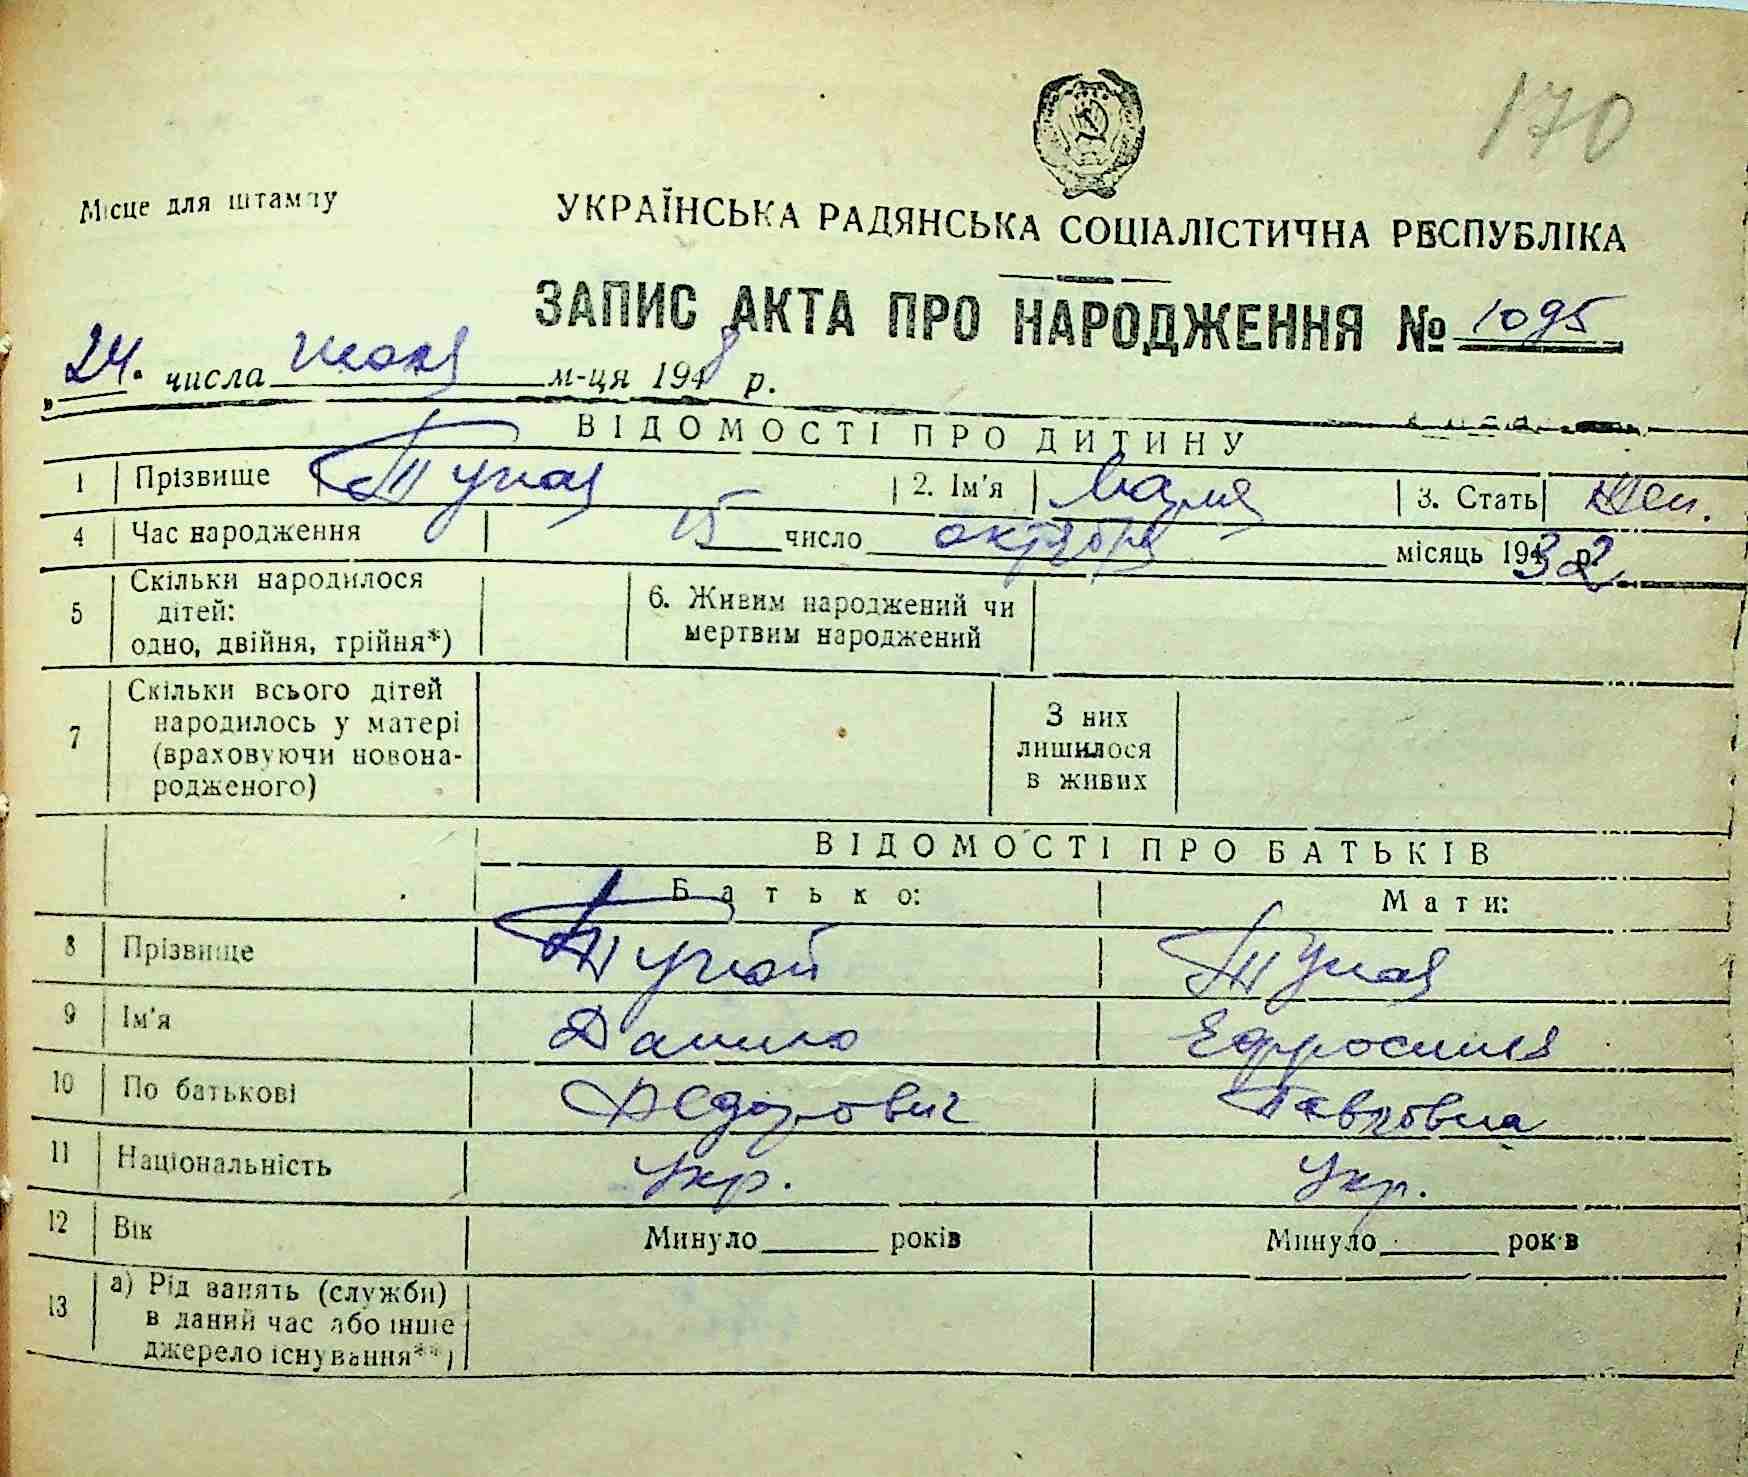 170
Місце для штампу
УКРАЇНСЬКА РАДЯНСЬКА СОЦІАЛІСТИЧНА РЕСПУБЛІКА
ЗАПИС АКТА ПРО НАРОДЖЕННЯ № 1095
„24. числа июня м-ця 1948 р.
ВІДОМОСТІ ПРО ДИТИНУ
1 Прізвище 2. Ім'я Мария 3. Стать Жен.
4 Час народження 15 число октября місяць 1932 р.
5 Скільки народилося
дітей:
одно, двійня, трійня*)
6. Живим народжений чи
мертвим народжений
7 Скільки всього дітей
народилось у матері
(враховуючи новона-
родженого)
З них
лишилося
в живих
ВІДОМОСТІ ПРО БАТЬКІВ
Батько: Мати:
8 Прізвище
9 Ім'я Данило Ефросиния
10 По батькові Федорович Павловна
11 Національність Укр. Укр.
12 Вік Минуло років Минуло років
13 а) Рід занять (служби)
в даний час або інше
джерело існування**)